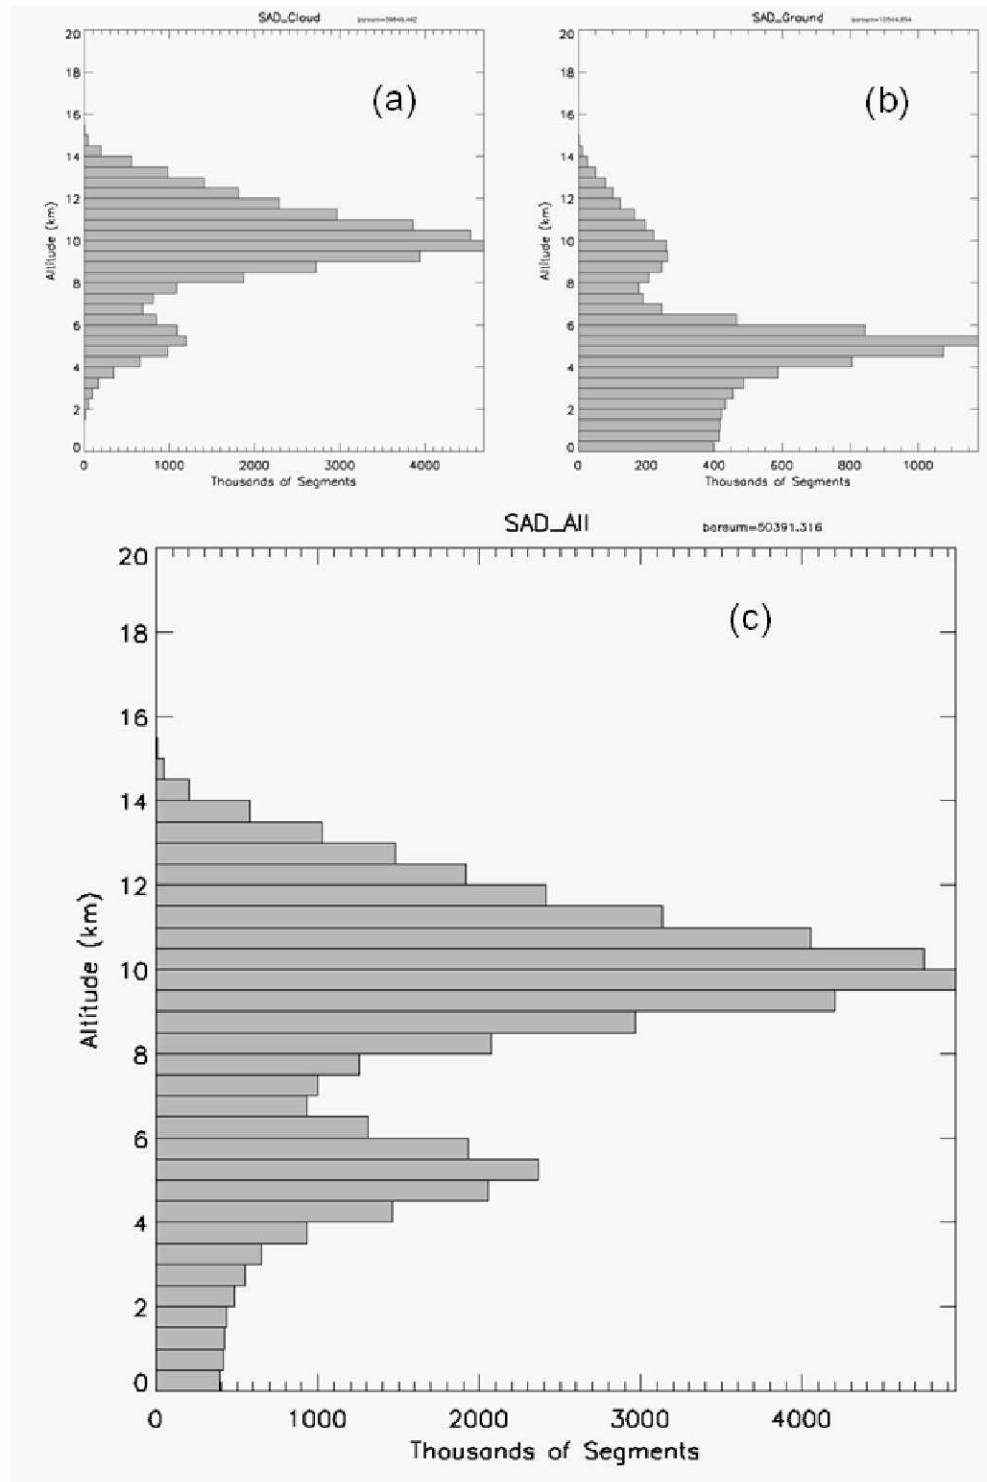 SAD_Cloud
SAD_Ground
20
18
16
14
12
10
8
6
4
2
0
Altitude (km)
(a)
0 1000 2000 3000 4000
Thousands of Segments
20
18
16
14
12
10
8
6
4
2
0
Altitude (km)
(b)
0 200 400 600 800 1000
Thousands of Segments
SAD_All barsum=50391.316
20
18
16
14
12
10
8
6
4
2
0
Altitude (km)
(c)
0 1000 2000 3000 4000
Thousands of Segments